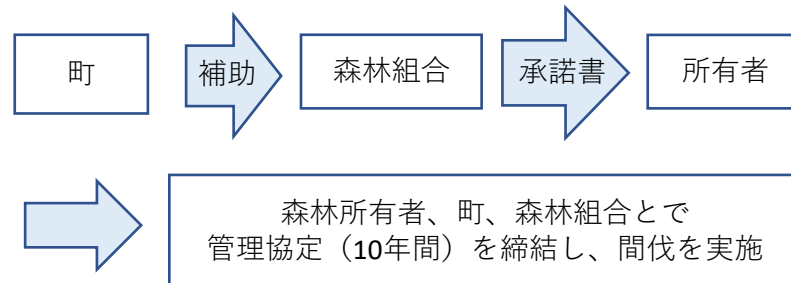 町
補助
森林組合
承諾書
所有者
森林所有者、町、森林組合とで
管理協定（10年間）を締結し、間伐を実施